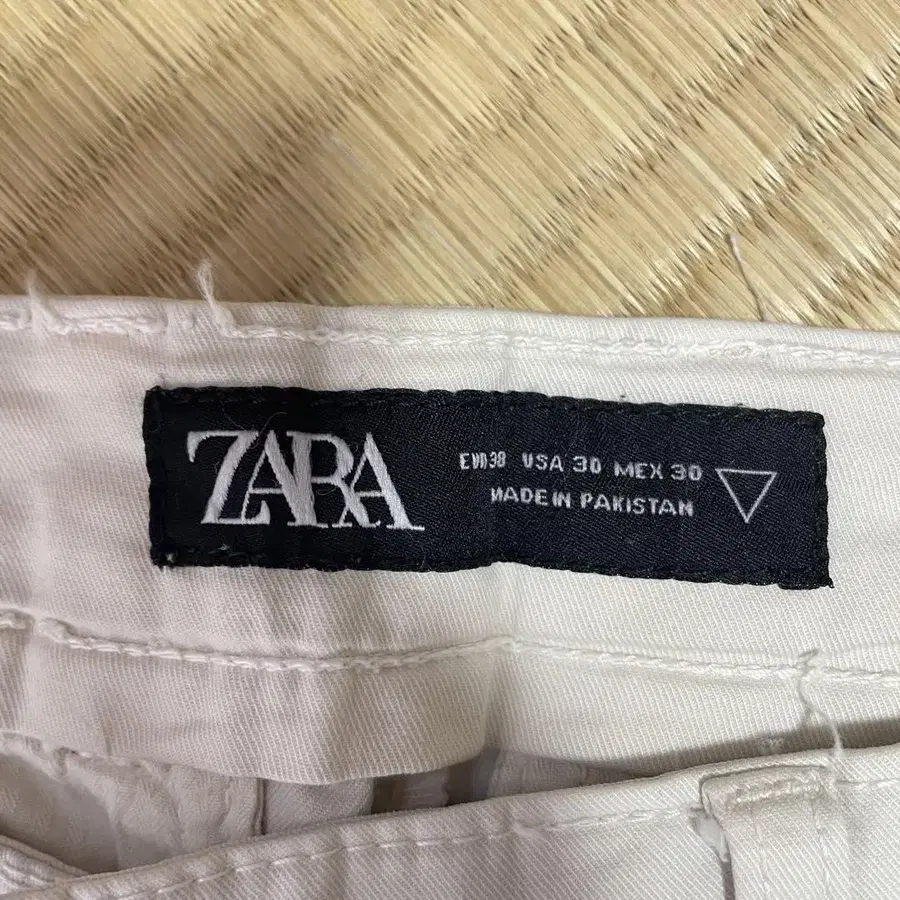 ZARA
EUR 38 USA 30 MEX 30
MADE IN PAKISTAN